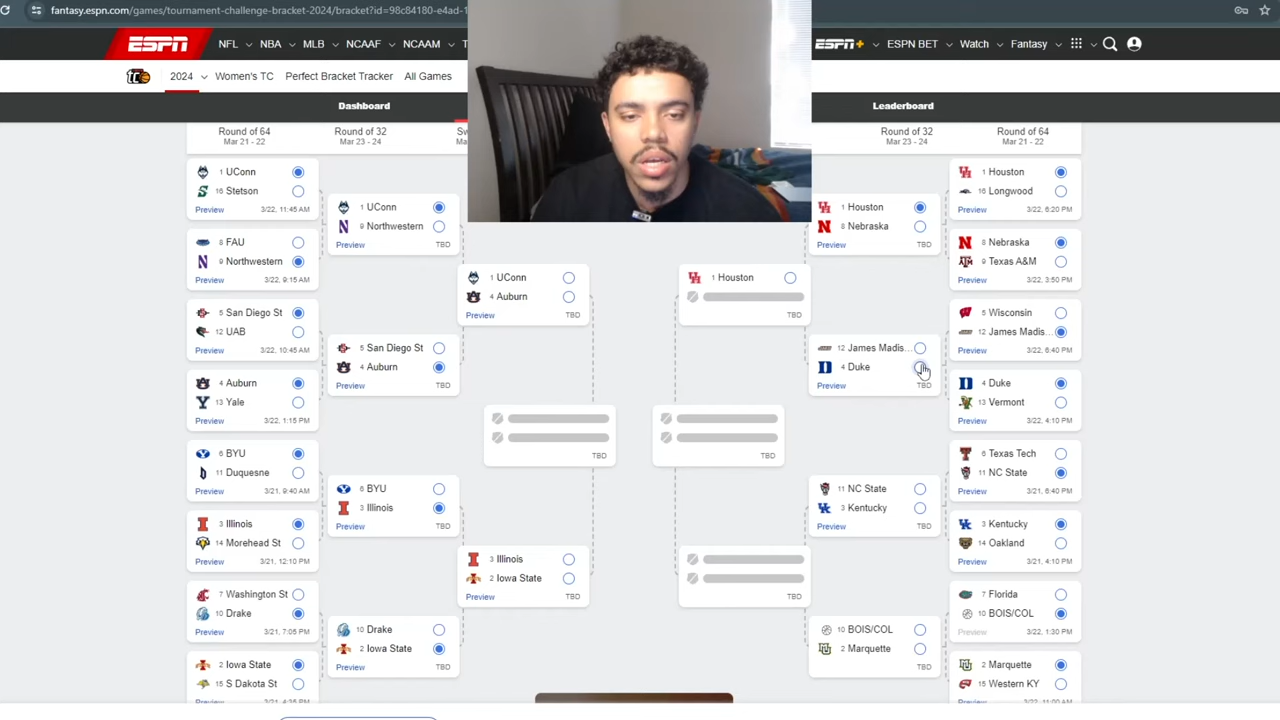 fantasy.espn.com/games/tournament-challenge-bracket-2024/bracket?id=98c84180-e4ad-1
ESPN NFL NBA MLB NCAAF NCAAM ESPN+ ESPN BET Watch Fantasy
2024 Women's TC Perfect Bracket Tracker All Games
Dashboard
Leaderboard
Round of 64
Mar 21 - 22
Round of 32
Mar 23 - 24
Round of 32
Mar 23 - 24
Round of 64
Mar 21 - 22
1 UConn
16 Stetson
Preview 3/22, 11:45 AM
8 FAU
9 Northwestern
Preview 3/22, 9:15 AM
5 San Diego St
12 UAB
Preview 3/22, 10:45 AM
4 Auburn
13 Yale
Preview 3/22, 1:15 PM
6 BYU
11 Duquesne
Preview 3/21, 9:40 AM
3 Illinois
14 Morehead St
Preview 3/21, 12:10 PM
7 Washington St
10 Drake
Preview 3/21, 7:05 PM
2 Iowa State
15 S Dakota St
1 UConn
9 Northwestern
Preview TBD
5 San Diego St
4 Auburn
Preview TBD
6 BYU
3 Illinois
Preview TBD
10 Drake
2 Iowa State
Preview TBD
1 UConn
4 Auburn
Preview TBD
3 Illinois
2 Iowa State
Preview TBD
TBD
TBD
1 Houston
TBD
TBD
1 Houston
8 Nebraska
Preview TBD
12 James Madis...
4 Duke
Preview TBD
11 NC State
3 Kentucky
Preview TBD
10 BOIS/COL
2 Marquette
Preview TBD
1 Houston
16 Longwood
Preview 3/22, 6:20 PM
8 Nebraska
9 Texas A&M
Preview 3/22, 3:50 PM
5 Wisconsin
12 James Madis...
Preview 3/22, 6:40 PM
4 Duke
13 Vermont
Preview 3/22, 4:10 PM
6 Texas Tech
11 NC State
Preview 3/21, 6:40 PM
3 Kentucky
14 Oakland
Preview 3/21, 4:10 PM
7 Florida
10 BOIS/COL
Preview 3/22, 1:30 PM
2 Marquette
15 Western KY